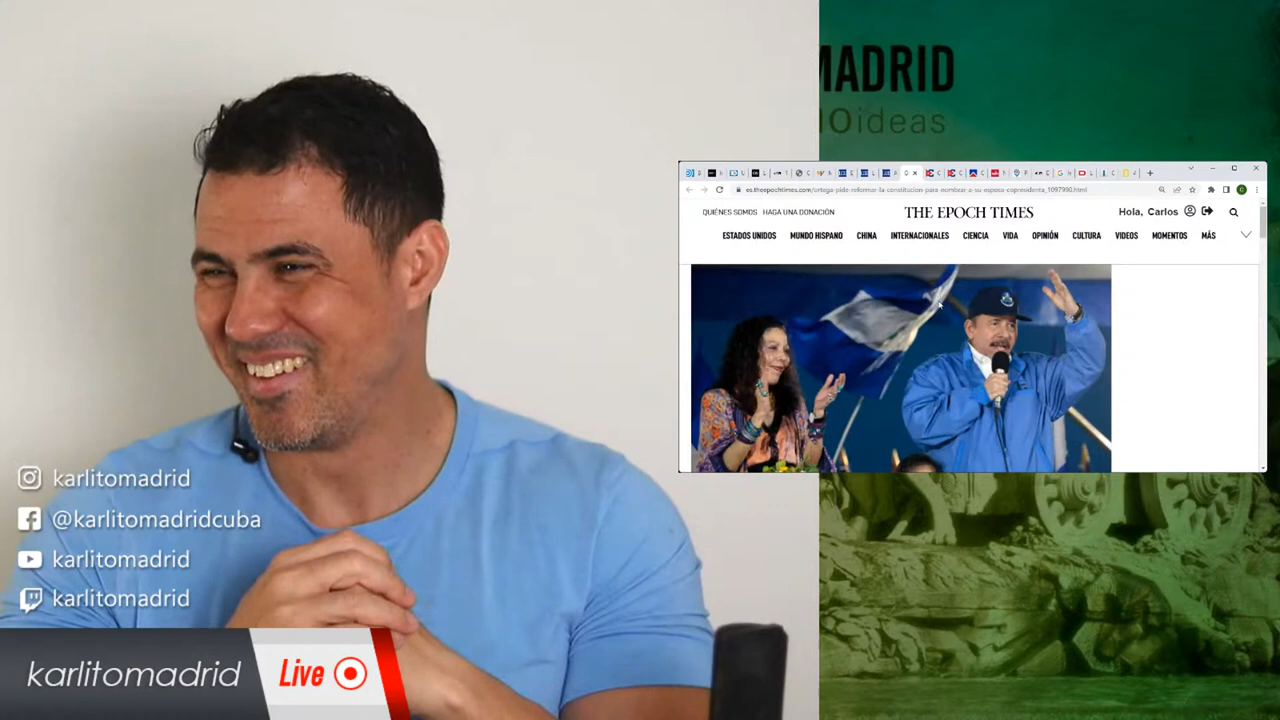 MADRID
IOideas
es.theepochtimes.com/ortega-pide-reformar-la-constitucion-para-nombrar-a-su-esposa-copresidenta_1097990.html
QUIÉNES SOMOS HAGA UNA DONACIÓN
THE EPOCH TIMES
Hola, Carlos
ESTADOS UNIDOS MUNDO HISPANO CHINA INTERNACIONALES CIENCIA VIDA OPINIÓN CULTURA VIDEOS MOMENTOS MÁS
karlitomadrid
@karlitomadridcuba
karlitomadrid
karlitomadrid
karlitomadrid
Live